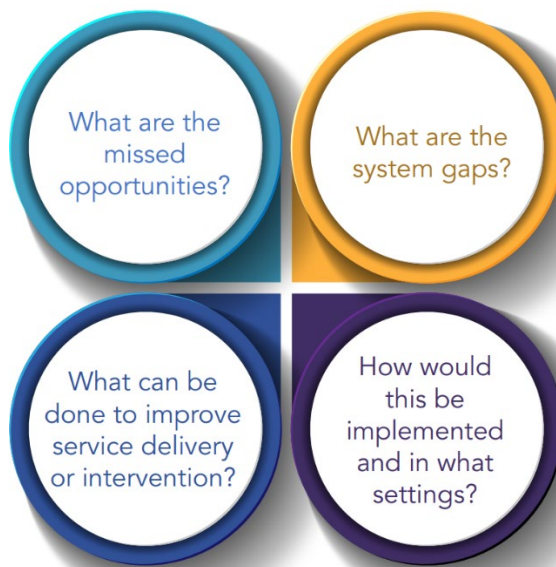 What are the
missed
opportunities?
What are the
system gaps?
What can be
done to improve
service delivery
or intervention?
How would
this be
implemented
and in what
settings?